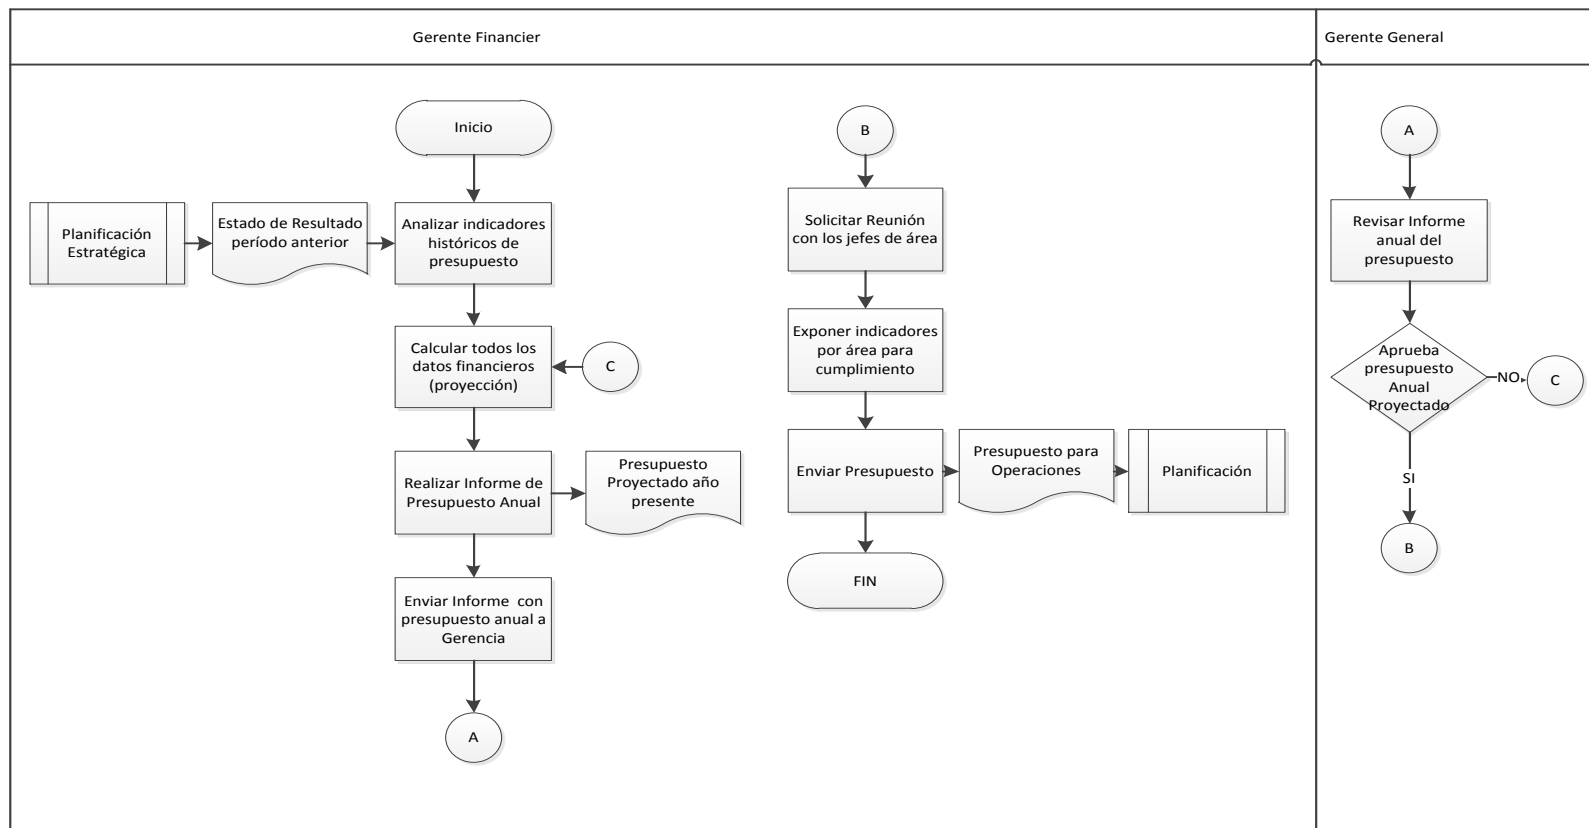 Gerente Financier
Gerente General
Inicio
Planificación
Estratégica
Estado de Resultado
período anterior
Analizar indicadores
históricos de
presupuesto
Calcular todos los
datos financieros
(proyección)
C
Realizar Informe de
Presupuesto Anual
Presupuesto
Proyectado año
presente
Enviar Informe  con
presupuesto anual a
Gerencia
A
B
Solicitar Reunión
con los jefes de área
Exponer indicadores
por área para
cumplimiento
Enviar Presupuesto
Presupuesto para
Operaciones
Planificación
FIN
A
Revisar Informe
anual del
presupuesto
Aprueba
presupuesto
Anual
Proyectado
NO
C
SI
B